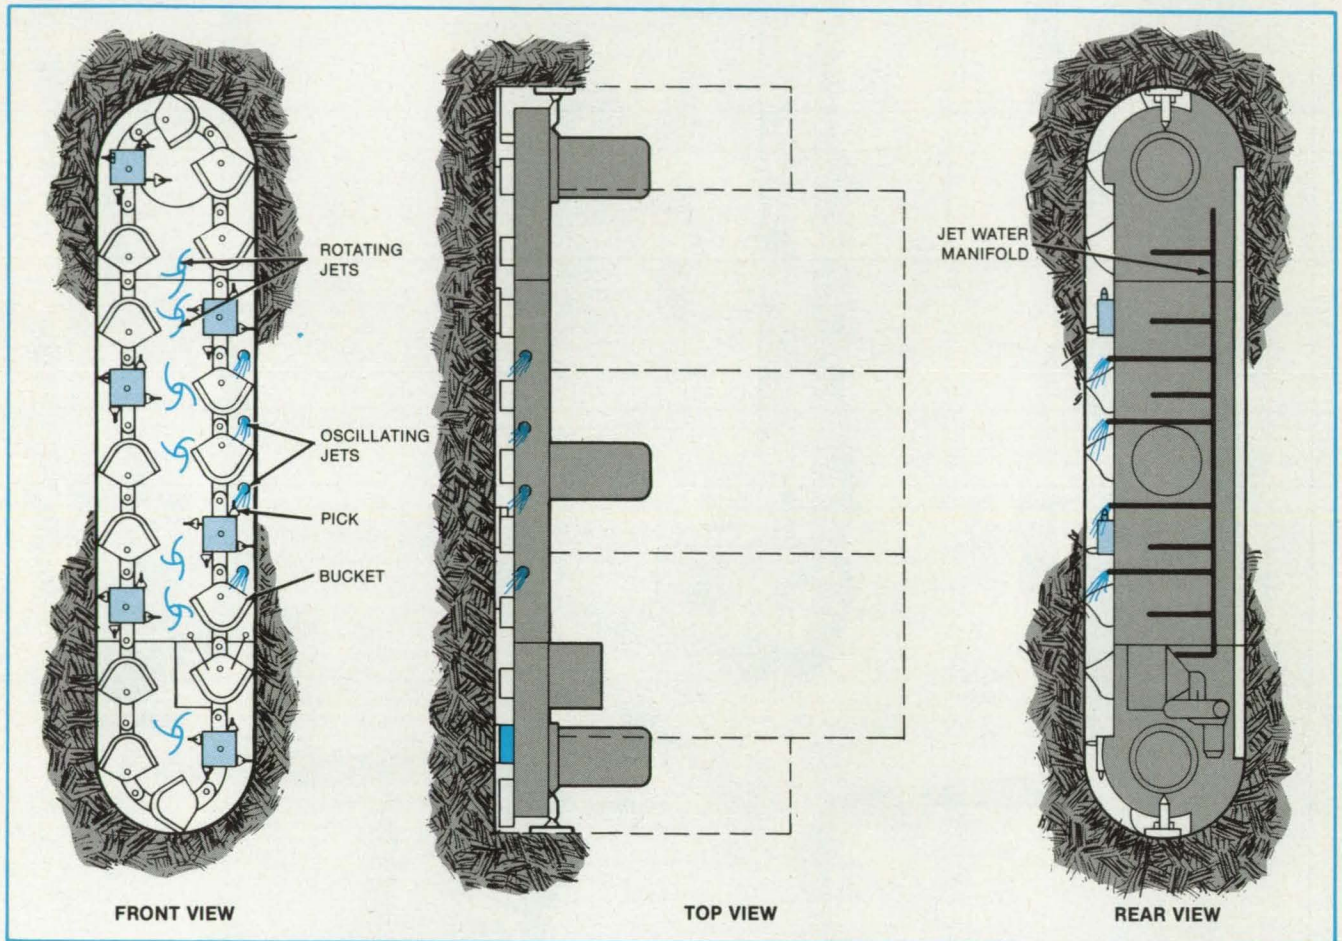 ROTATING
JETS
OSCILLATING
JETS
PICK
BUCKET
JET WATER
MANIFOLD
FRONT VIEW
TOP VIEW
REAR VIEW